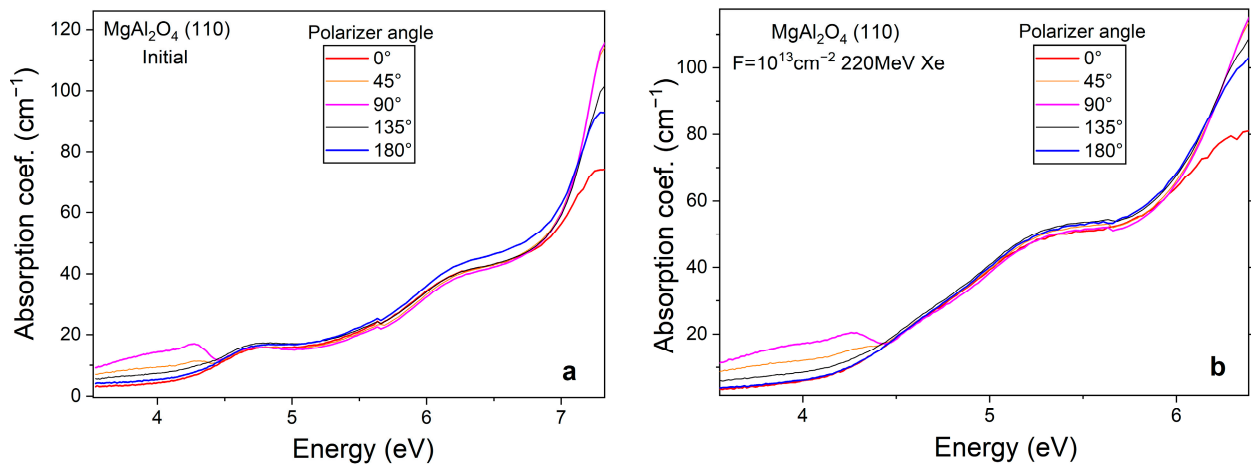 MgAl₂O₄ (110)
Initial
Polarizer angle
0°
45°
90°
135°
180°
120
100
80
60
40
20
0
Absorption coef. (cm⁻¹)
4
5
6
7
Energy (eV)
a
MgAl₂O₄ (110)
F=10¹³cm⁻² 220MeV Xe
Polarizer angle
0°
45°
90°
135°
180°
100
80
60
40
20
Absorption coef. (cm⁻¹)
4
5
6
Energy (eV)
b